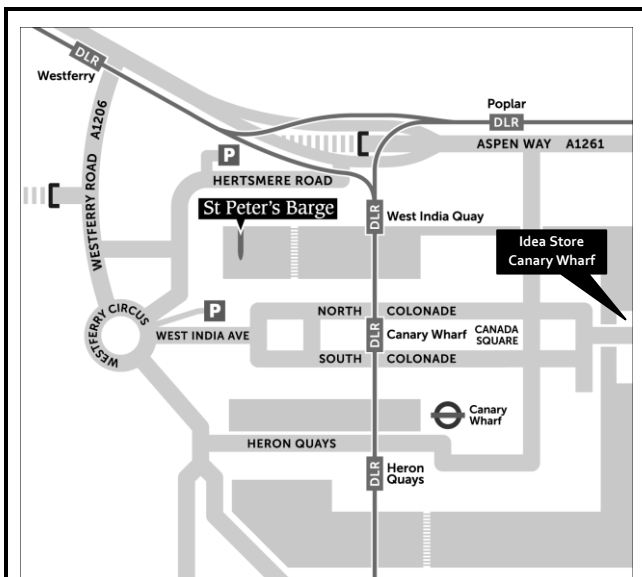 DLR
Westferry
WESTFERRY ROAD A1206
Poplar
DLR
ASPEN WAY A1261
P
HERTSMERE ROAD
St Peter's Barge
DLR
West India Quay
Idea Store
Canary Wharf
WESTFERRY CIRCUS
P
WEST INDIA AVE
NORTH COLONADE
DLR
Canary Wharf
CANADA
SQUARE
SOUTH COLONADE
Canary
Wharf
HERON QUAYS
DLR
Heron
Quays